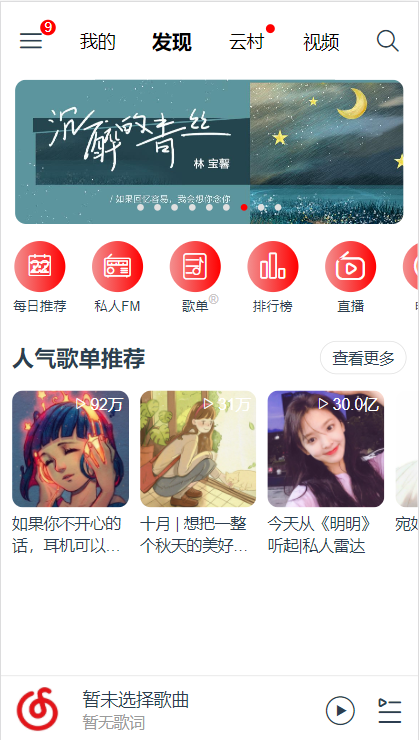 9
我的
发现
云村
视频
沉醉的青丝
林 宝馨
/ 如果回忆容易，我会想你念你
22
每日推荐
私人FM
歌单®
排行榜
直播
人气歌单推荐
查看更多
92万
31万
30.0亿
如果你不开心的
话，耳机可以...
十月 | 想把一整
个秋天的美好...
今天从《明明》
听起|私人雷达
宛如
暂未选择歌曲
暂无歌词